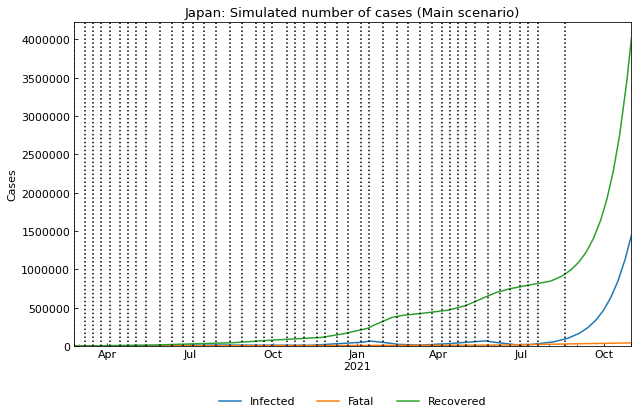 Japan: Simulated number of cases (Main scenario)
4000000
3500000
3000000
2500000
2000000
1500000
1000000
500000
0
Cases
Apr Jul Oct Jan Apr Jul Oct
2021
Infected Fatal Recovered